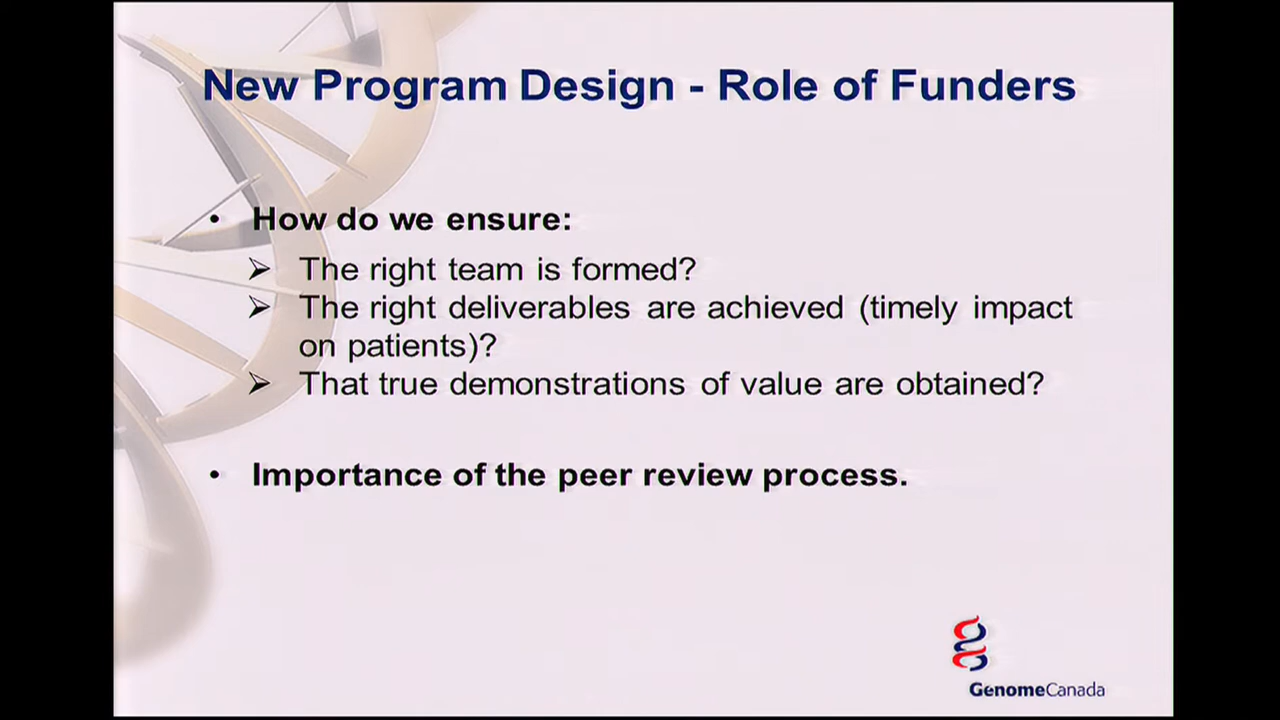 New Program Design - Role of Funders
• How do we ensure:
➢ The right team is formed?
➢ The right deliverables are achieved (timely impact
on patients)?
➢ That true demonstrations of value are obtained?
• Importance of the peer review process.
GenomeCanada